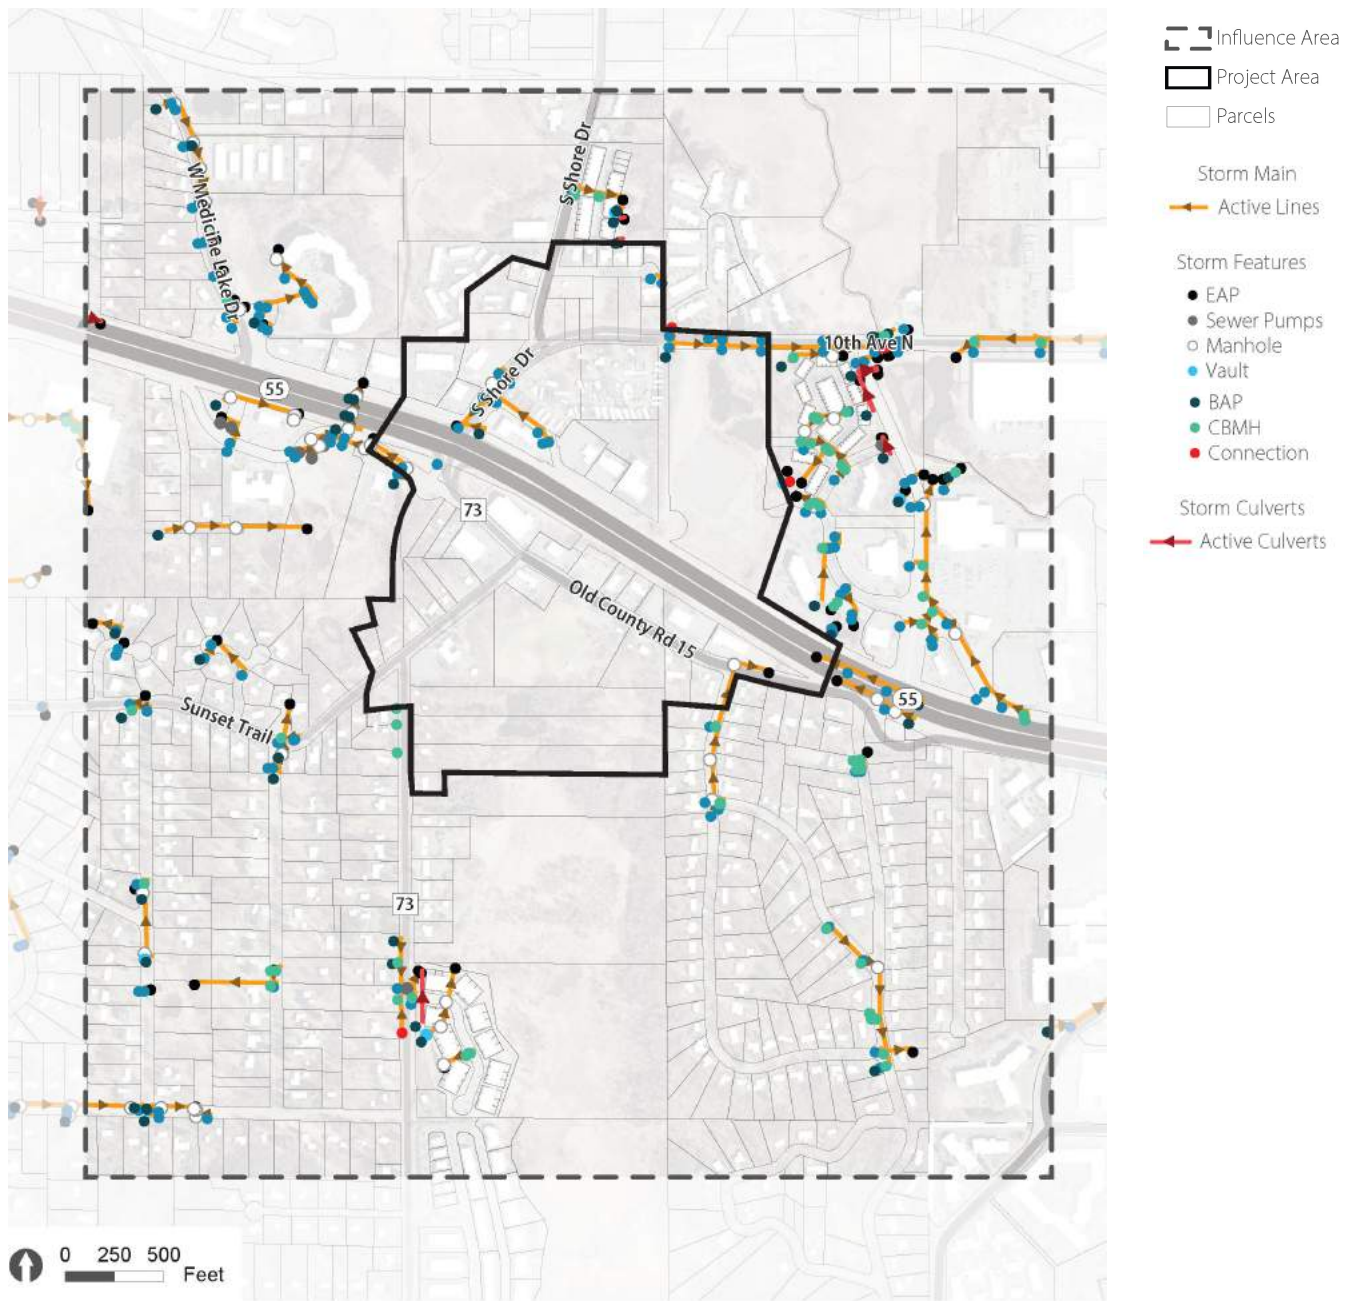 Influence Area
Project Area
Parcels
Storm Main
Active Lines
Storm Features
EAP
Sewer Pumps
Manhole
Vault
BAP
CBMH
Connection
Storm Culverts
Active Culverts
S Shore Dr
W Medicine Lake Dr
10th Ave N
S Shore Dr
55
73
Old County Rd 15
55
Sunset Trail
73
0 250 500
Feet